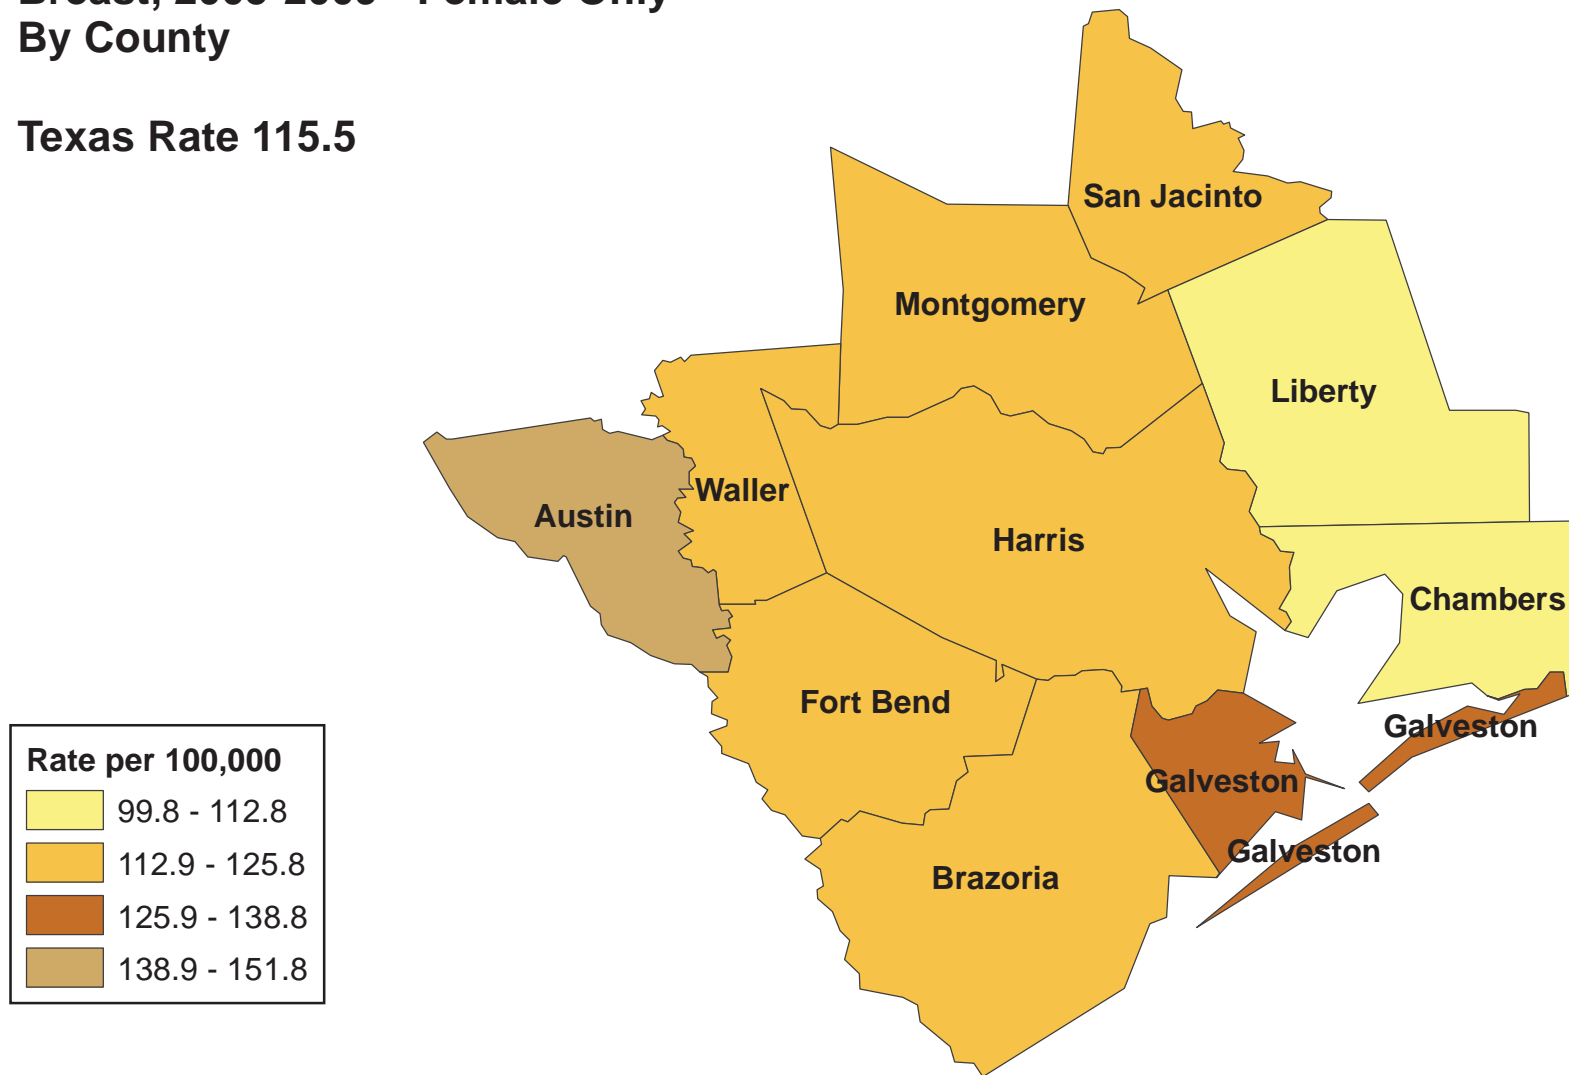 By County
Texas Rate 115.5
San Jacinto
Montgomery
Liberty
Waller
Austin
Harris
Chambers
Fort Bend
Galveston
Galveston
Galveston
Brazoria
Rate per 100,000
99.8 - 112.8
112.9 - 125.8
125.9 - 138.8
138.9 - 151.8